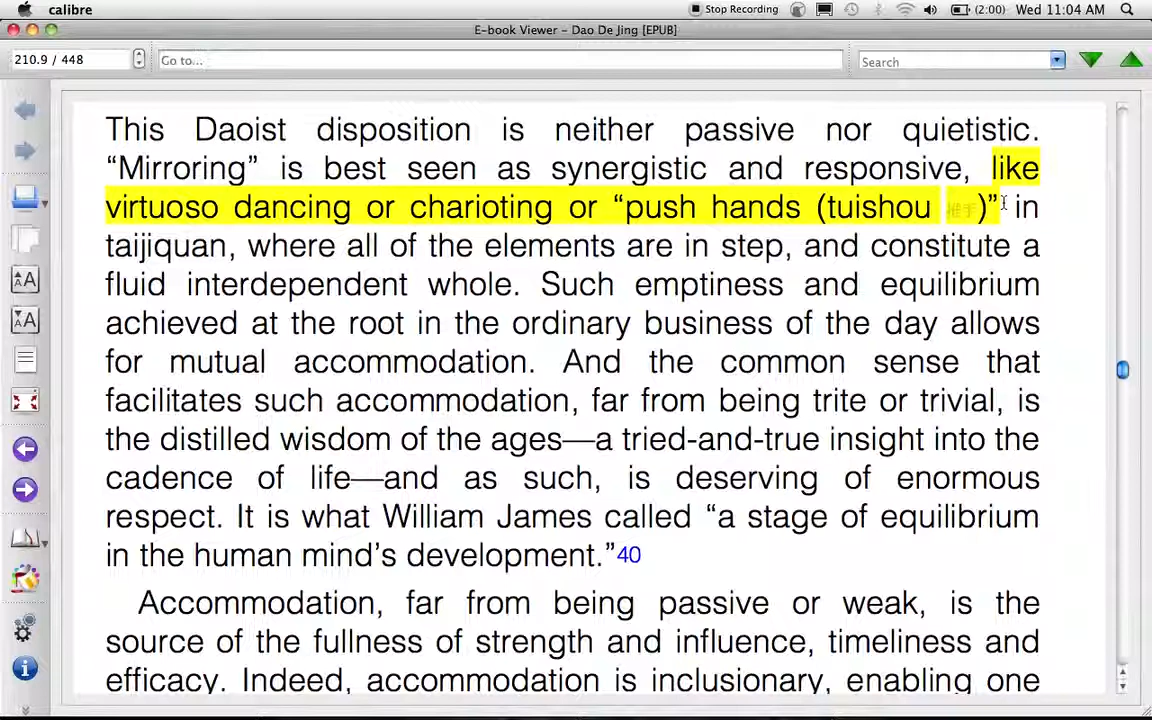 calibre
Stop Recording
(2:00) Wed 11:04 AM
E-book Viewer - Dao De Jing [EPUB]
210.9 / 448
Go to...
Search
This Daoist disposition is neither passive nor quietistic.
“Mirroring” is best seen as synergistic and responsive, like
virtuoso dancing or charioting or “push hands (tuishou 推手)” in
taijiquan, where all of the elements are in step, and constitute a
fluid interdependent whole. Such emptiness and equilibrium
achieved at the root in the ordinary business of the day allows
for mutual accommodation. And the common sense that
facilitates such accommodation, far from being trite or trivial, is
the distilled wisdom of the ages—a tried-and-true insight into the
cadence of life—and as such, is deserving of enormous
respect. It is what William James called “a stage of equilibrium
in the human mind’s development.”40
Accommodation, far from being passive or weak, is the
source of the fullness of strength and influence, timeliness and
efficacy. Indeed, accommodation is inclusionary, enabling one